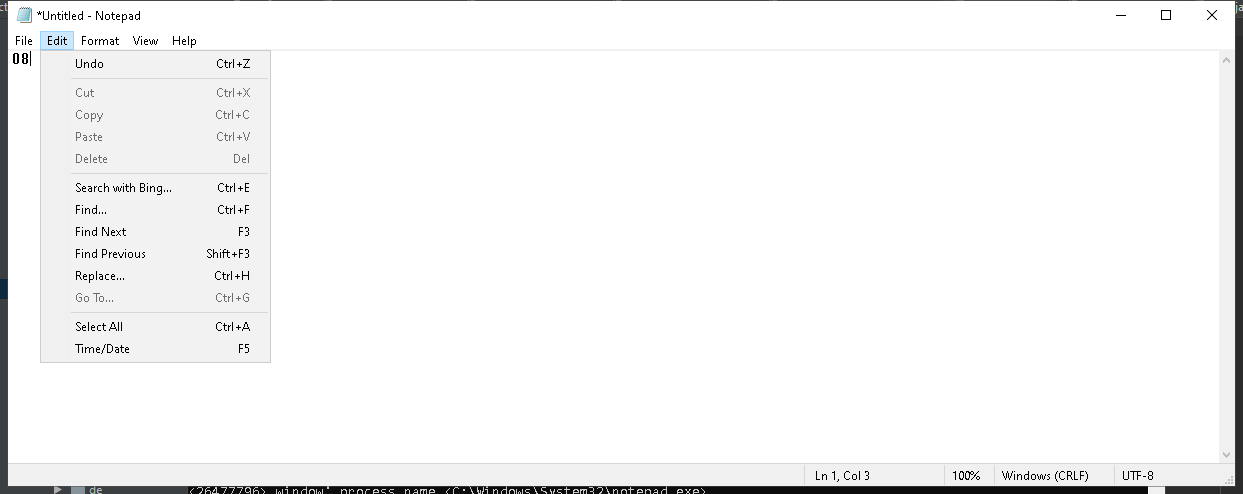 *Untitled - Notepad
File Edit Format View Help
08
Undo Ctrl+Z
Cut Ctrl+X
Copy Ctrl+C
Paste Ctrl+V
Delete Del
Search with Bing... Ctrl+E
Find... Ctrl+F
Find Next F3
Find Previous Shift+F3
Replace... Ctrl+H
Go To... Ctrl+G
Select All Ctrl+A
Time/Date F5
Ln 1, Col 3 100% Windows (CRLF) UTF-8
de <26477796> window' process name <C:\Windows\System32\notepad.exe>